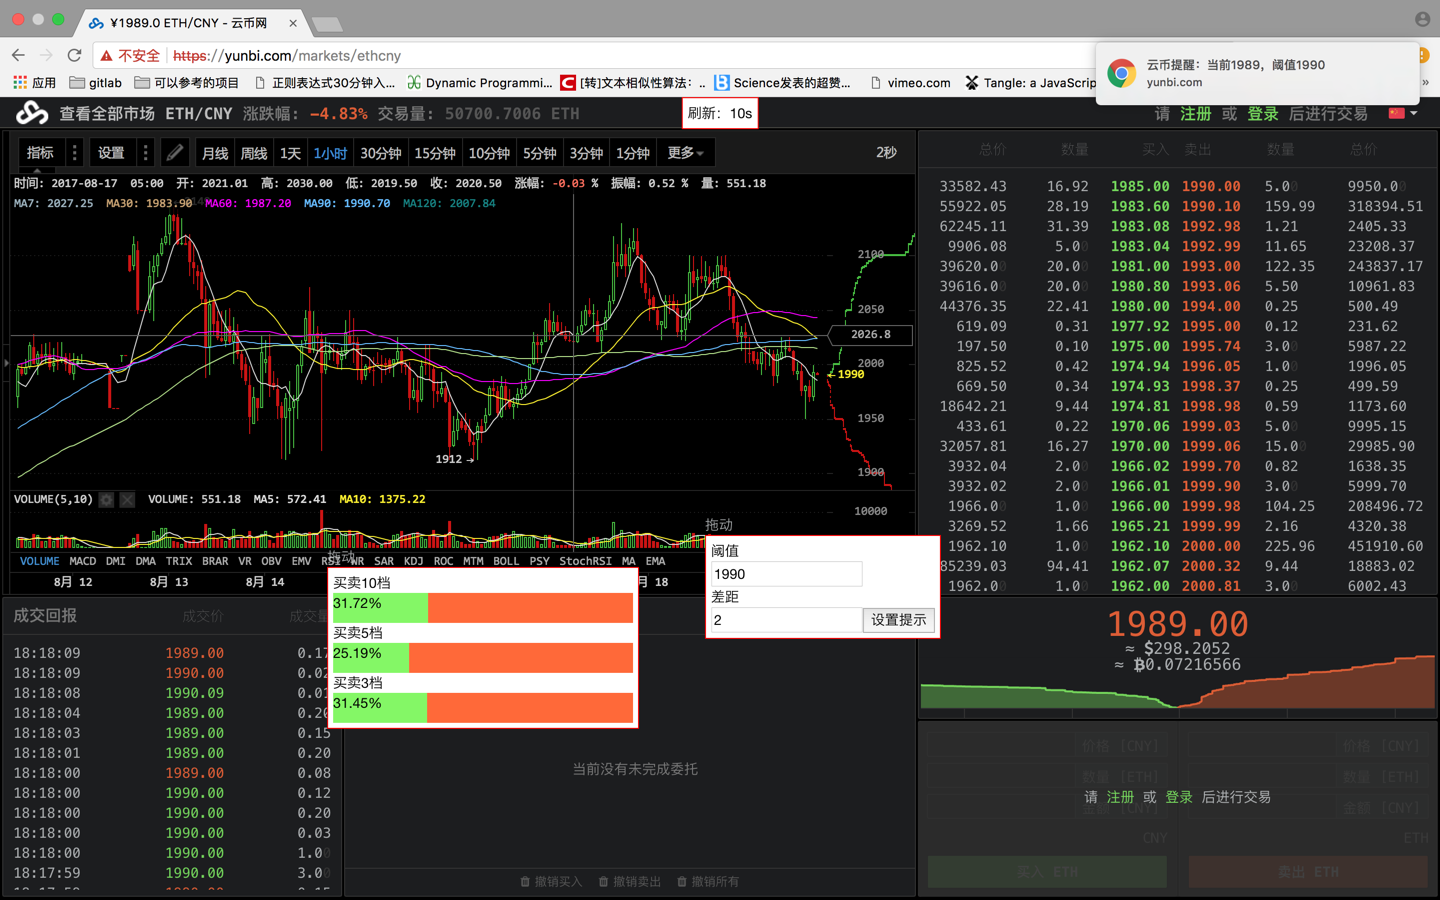 ¥1989.0 ETH/CNY - 云币网
不安全 https://yunbi.com/markets/ethcny
应用 gitlab 可以参考的项目 正则表达式30分钟入... Dynamic Programmi... [转]文本相似性算法：.. Science发表的超赞... vimeo.com Tangle: a JavaScrip »
云币提醒：当前1989，阈值1990
yunbi.com
查看全部市场 ETH/CNY 涨跌幅: -4.83% 交易量: 50700.7006 ETH
刷新：10s
请 注册 或 登录 后进行交易
指标 设置 月线 周线 1天 1小时 30分钟 15分钟 10分钟 5分钟 3分钟 1分钟 更多 2秒
时间: 2017-08-17 05:00 开: 2021.01 高: 2030.00 低: 2019.50 收: 2020.50 涨幅: -0.03 % 振幅: 0.52 % 量: 551.18
MA7: 2027.25 MA30: 1983.90 MA60: 1987.20 MA90: 1990.70 MA120: 2007.84
2100
2050
2026.8
2000
←1990
1950
1912 →
1900
VOLUME(5,10) VOLUME: 551.18 MA5: 572.41 MA10: 1375.22
10000
VOLUME MACD DMI DMA TRIX BRAR VR OBV EMV RSI WR SAR KDJ ROC MTM BOLL PSY StochRSI MA EMA
8月 12 8月 13 8月 14 月 18
拖动
买卖10档
31.72%
买卖5档
25.19%
买卖3档
31.45%
拖动
阈值
1990
差距
2 设置提示
总价 数量 买入 卖出 数量 总价
33582.43 16.92 1985.00 1990.00 5.00 9950.00
55922.05 28.19 1983.60 1990.10 159.99 318394.51
62245.11 31.39 1983.08 1992.98 1.21 2405.33
9906.08 5.00 1983.04 1992.99 11.65 23208.37
39620.00 20.00 1981.00 1993.00 122.35 243837.17
39616.00 20.00 1980.80 1993.06 5.50 10961.83
44376.35 22.41 1980.00 1994.00 0.25 500.49
619.09 0.31 1977.92 1995.00 0.12 231.62
197.50 0.10 1975.00 1995.74 3.00 5987.22
825.52 0.42 1974.94 1996.05 1.00 1996.05
669.50 0.34 1974.93 1998.37 0.25 499.59
18642.21 9.44 1974.81 1998.98 0.59 1173.60
433.61 0.22 1970.06 1999.03 5.00 9995.15
32057.81 16.27 1970.00 1999.06 15.00 29985.90
3932.04 2.00 1966.02 1999.70 0.82 1638.35
3932.02 2.00 1966.01 1999.90 3.00 5999.70
1966.00 1.00 1966.00 1999.98 104.25 208496.72
3269.52 1.66 1965.21 1999.99 2.16 4320.38
1962.10 1.00 1962.10 2000.00 225.96 451910.60
85239.03 94.41 1962.07 2000.32 9.44 18883.02
1962.00 1.00 1962.00 2000.81 3.00 6002.43
成交回报 成交价 成交量
18:18:09 1989.00 0.17
18:18:09 1990.00 0.02
18:18:08 1990.09 0.01
18:18:04 1989.00 0.20
18:18:03 1989.00 0.15
18:18:01 1989.00 0.20
18:18:00 1989.00 0.08
18:18:00 1990.00 0.12
18:18:00 1990.00 0.20
18:18:00 1990.00 0.03
18:18:00 1990.00 1.00
18:17:59 1990.00 3.00
当前没有未完成委托
撤销买入 撤销卖出 撤销所有
1989.00
≈ $298.2052
≈ ฿0.07216566
价格 [CNY] 价格 [CNY]
数量 [ETH] 数量 [ETH]
请 注册 或 登录 后进行交易
金额 [CNY] 金额 [CNY]
CNY ETH
买入 ETH 卖出 ETH